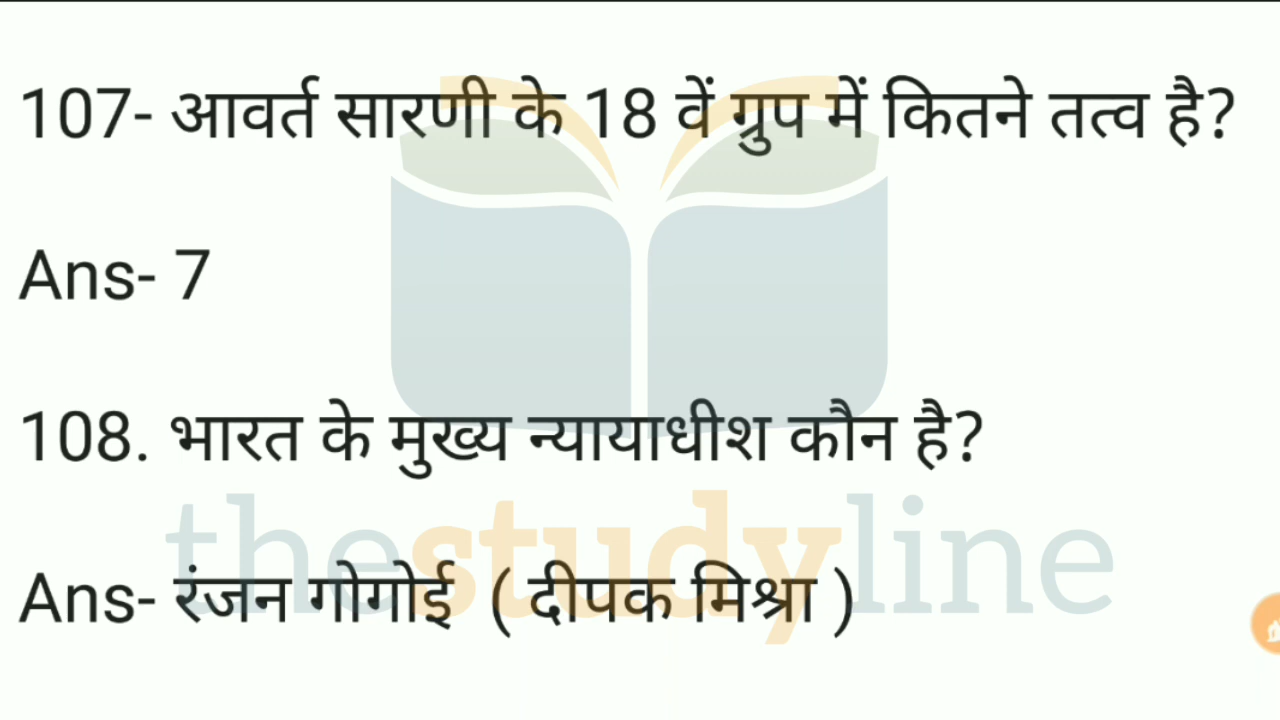 107- आवर्त सारणी के 18 वें ग्रुप में कितने तत्व है?
Ans- 7
108. भारत के मुख्य न्यायाधीश कौन है?
Ans- रंजन गोगोई ( दीपक मिश्रा )
thestudyline